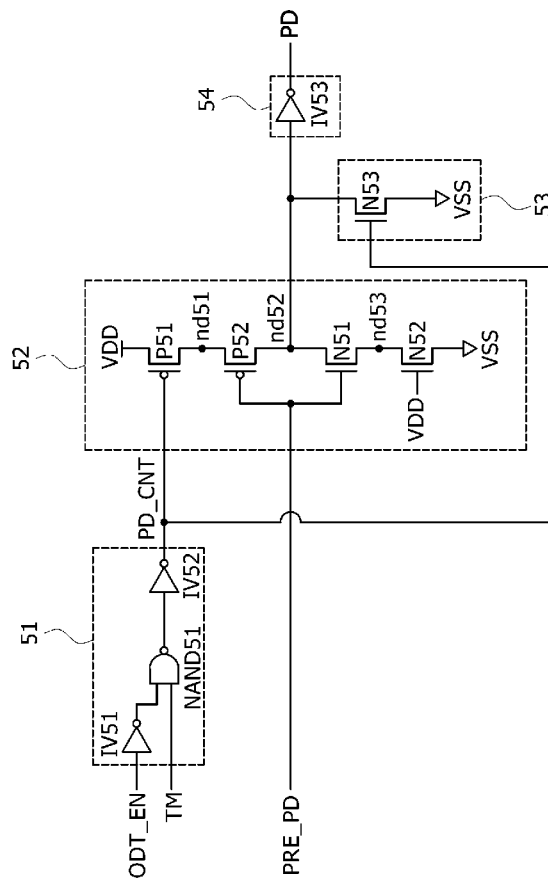 51
ODT_EN
TM
IV51
NAND51
IV52
PD_CNT
PRE_PD
52
VDD
P51
nd51
P52
nd52
N51
nd53
VDD
N52
VSS
53
N53
VSS
54
IV53
PD